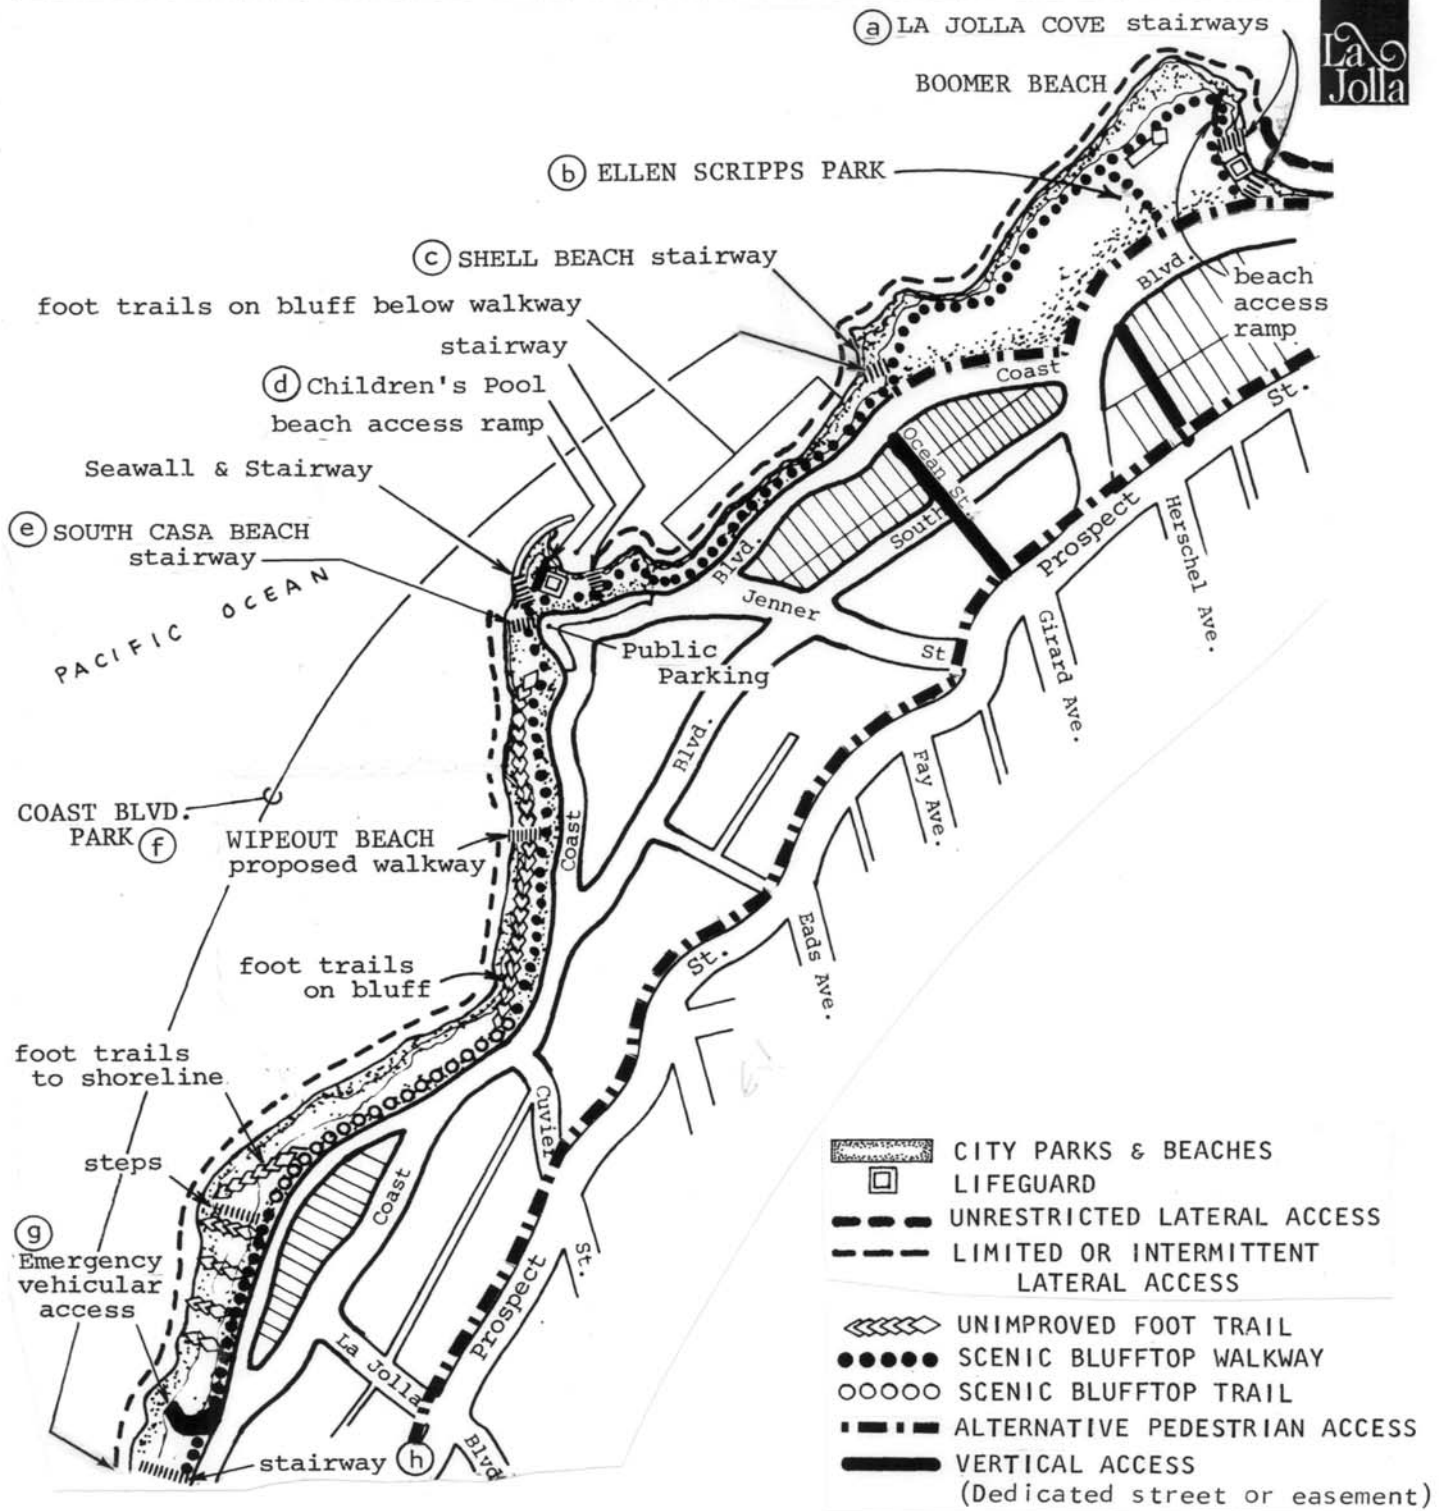 (a) LA JOLLA COVE stairways
La
Jolla
BOOMER BEACH
(b) ELLEN SCRIPPS PARK
(c) SHELL BEACH stairway
foot trails on bluff below walkway
stairway
(d) Children's Pool
beach access ramp
Seawall & Stairway
(e) SOUTH CASA BEACH
stairway
PACIFIC OCEAN
Blvd.
beach
access
ramp
Coast
St.
Ocean St.
South
Blvd.
Prospect
Herschel Ave.
Jenner
St
Girard Ave.
Public
Parking
Blvd.
Fay Ave.
COAST BLVD.
PARK (f)
WIPEOUT BEACH
proposed walkway
Coast
Eads Ave.
St.
foot trails
on bluff
foot trails
to shoreline
Cuvier
St.
steps
Coast
(g)
Emergency
vehicular
access
Prospect
La Jolla
Blvd
stairway
(h)
CITY PARKS & BEACHES
LIFEGUARD
UNRESTRICTED LATERAL ACCESS
LIMITED OR INTERMITTENT
LATERAL ACCESS
UNIMPROVED FOOT TRAIL
SCENIC BLUFFTOP WALKWAY
SCENIC BLUFFTOP TRAIL
ALTERNATIVE PEDESTRIAN ACCESS
VERTICAL ACCESS
(Dedicated street or easement)